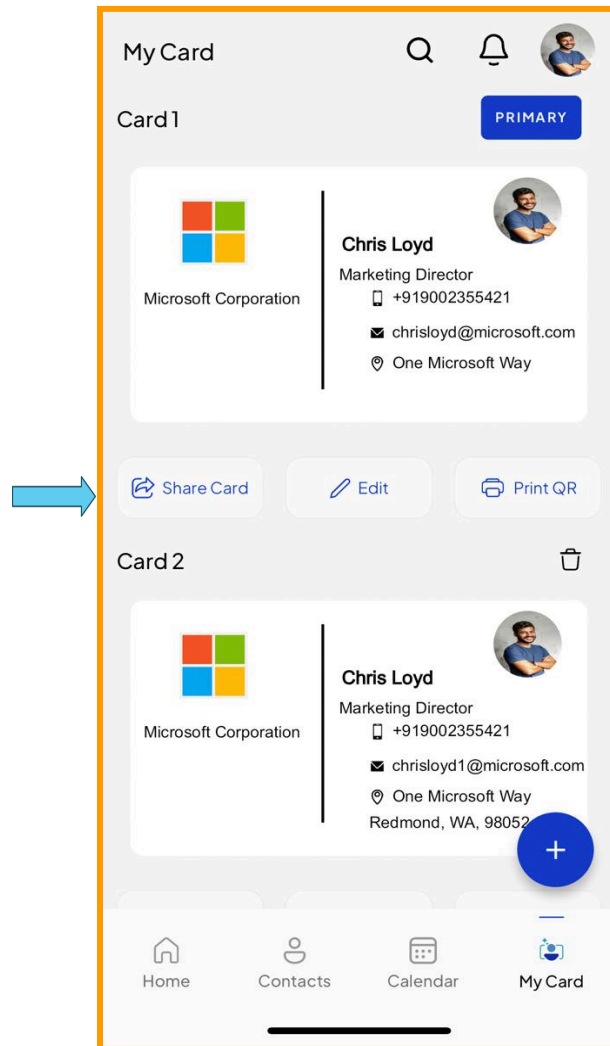 My Card
Card 1
PRIMARY
Chris Loyd
Marketing Director
Microsoft Corporation
+919002355421
chrisloyd@microsoft.com
One Microsoft Way
Share Card
Edit
Print QR
Card 2
Chris Loyd
Marketing Director
Microsoft Corporation
+919002355421
chrisloyd1@microsoft.com
One Microsoft Way
Redmond, WA, 98052
+
Home
Contacts
Calendar
My Card